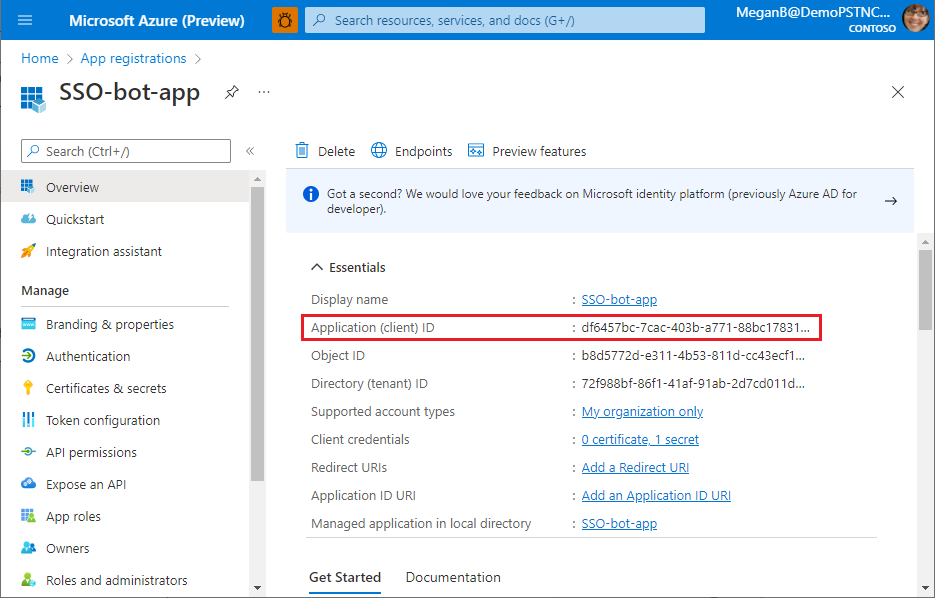 Microsoft Azure (Preview)
Search resources, services, and docs (G+/)
MeganB@DemoPSTNC...
CONTOSO
Home > App registrations >
SSO-bot-app
...
Search (Ctrl+/)
«
Overview
Quickstart
Integration assistant
Manage
Branding & properties
Authentication
Certificates & secrets
Token configuration
API permissions
Expose an API
App roles
Owners
Roles and administrators
Delete
Endpoints
Preview features
Got a second? We would love your feedback on Microsoft identity platform (previously Azure AD for
developer).
Essentials
Display name : SSO-bot-app
Application (client) ID : df6457bc-7cac-403b-a771-88bc17831...
Object ID : b8d5772d-e311-4b53-811d-cc43ecf1...
Directory (tenant) ID : 72f988bf-86f1-41af-91ab-2d7cd011d...
Supported account types : My organization only
Client credentials : 0 certificate, 1 secret
Redirect URIs : Add a Redirect URI
Application ID URI : Add an Application ID URI
Managed application in local directory : SSO-bot-app
Get Started
Documentation